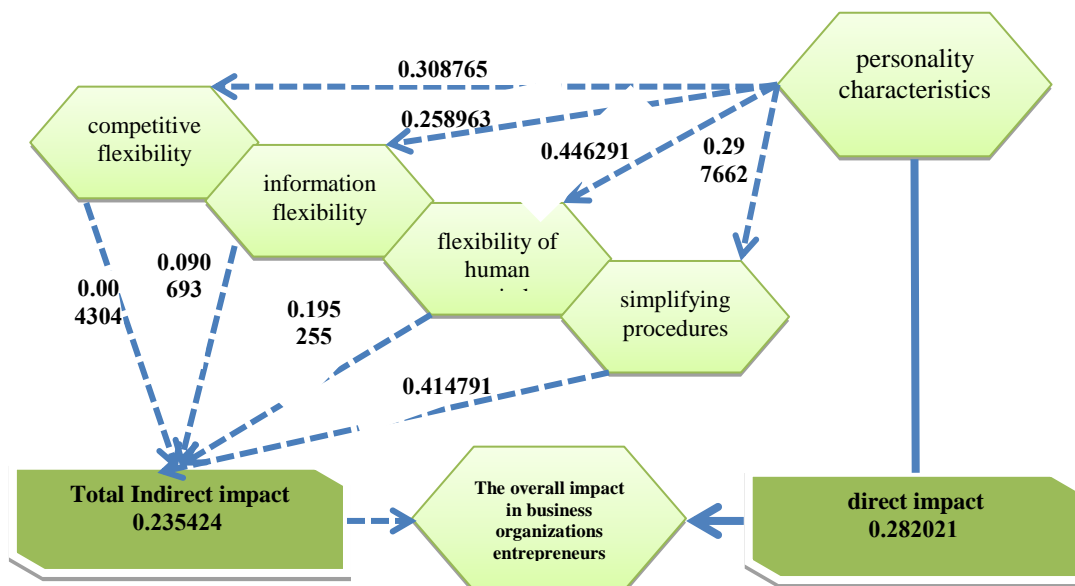 personality
characteristics
0.308765
0.258963
0.446291
0.29
7662
competitive
flexibility
information
flexibility
flexibility of
human
simplifying
procedures
0.00
4304
0.090
693
0.195
255
0.414791
Total Indirect impact
0.235424
The overall impact
in business
organizations
entrepreneurs
direct impact
0.282021